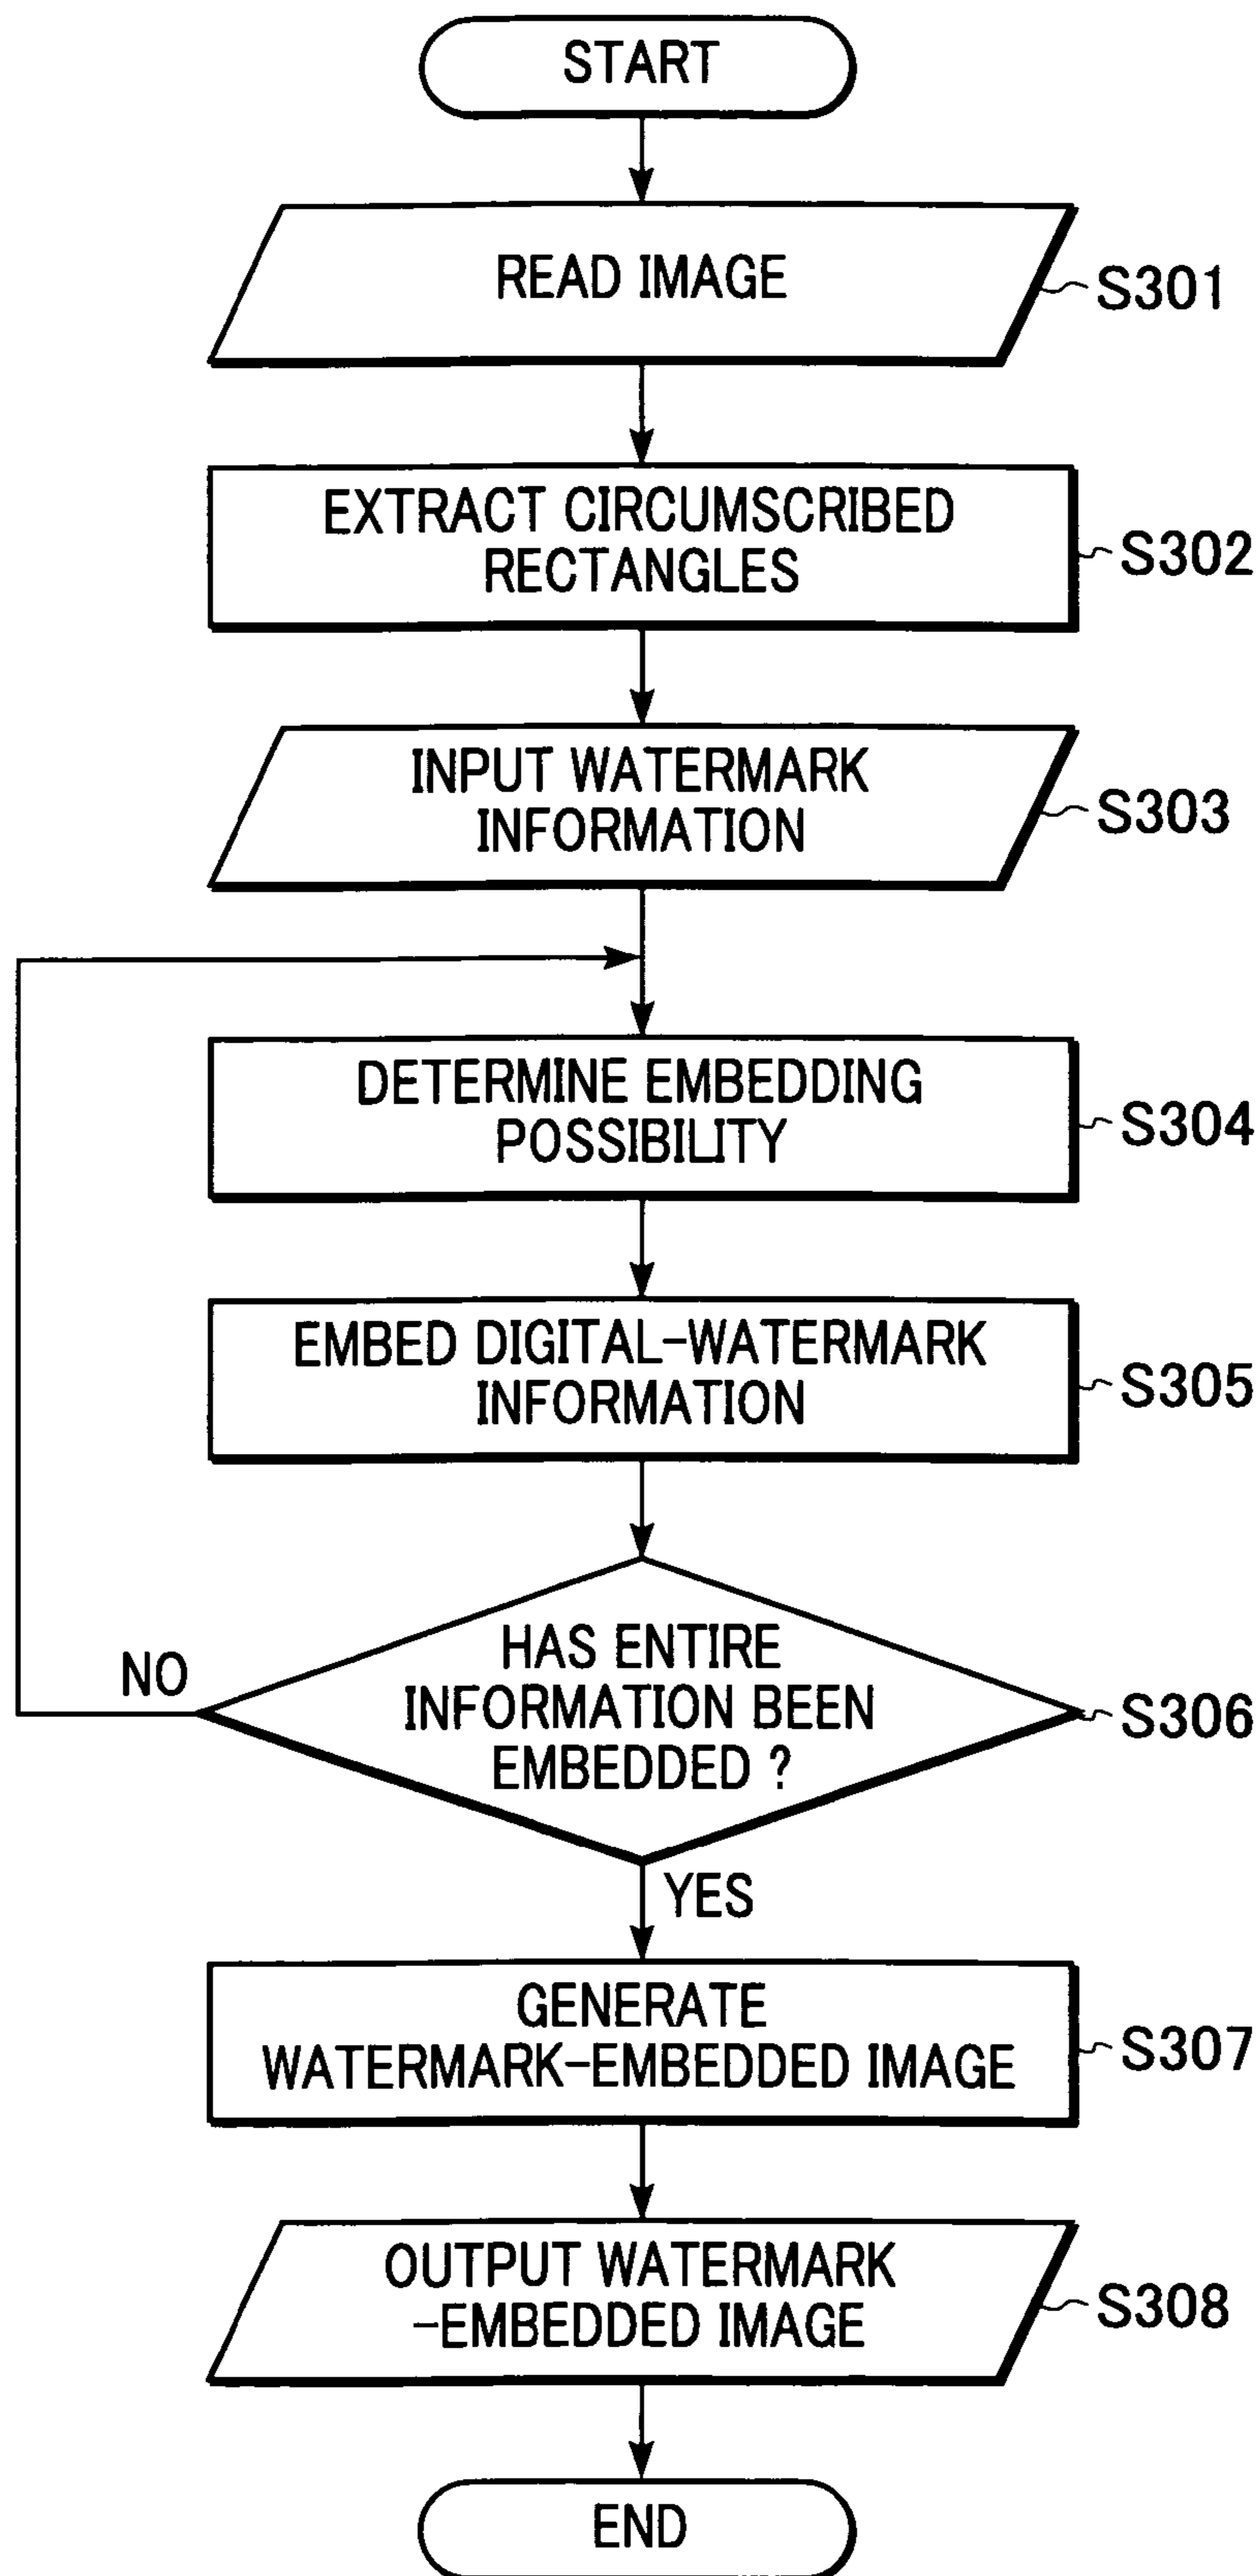 START
READ IMAGE
S301
EXTRACT CIRCUMSCRIBED
RECTANGLES
S302
INPUT WATERMARK
INFORMATION
S303
DETERMINE EMBEDDING
POSSIBILITY
S304
EMBED DIGITAL-WATERMARK
INFORMATION
S305
HAS ENTIRE
INFORMATION BEEN
EMBEDDED ?
NO
S306
YES
GENERATE
WATERMARK-EMBEDDED IMAGE
S307
OUTPUT WATERMARK
-EMBEDDED IMAGE
S308
END